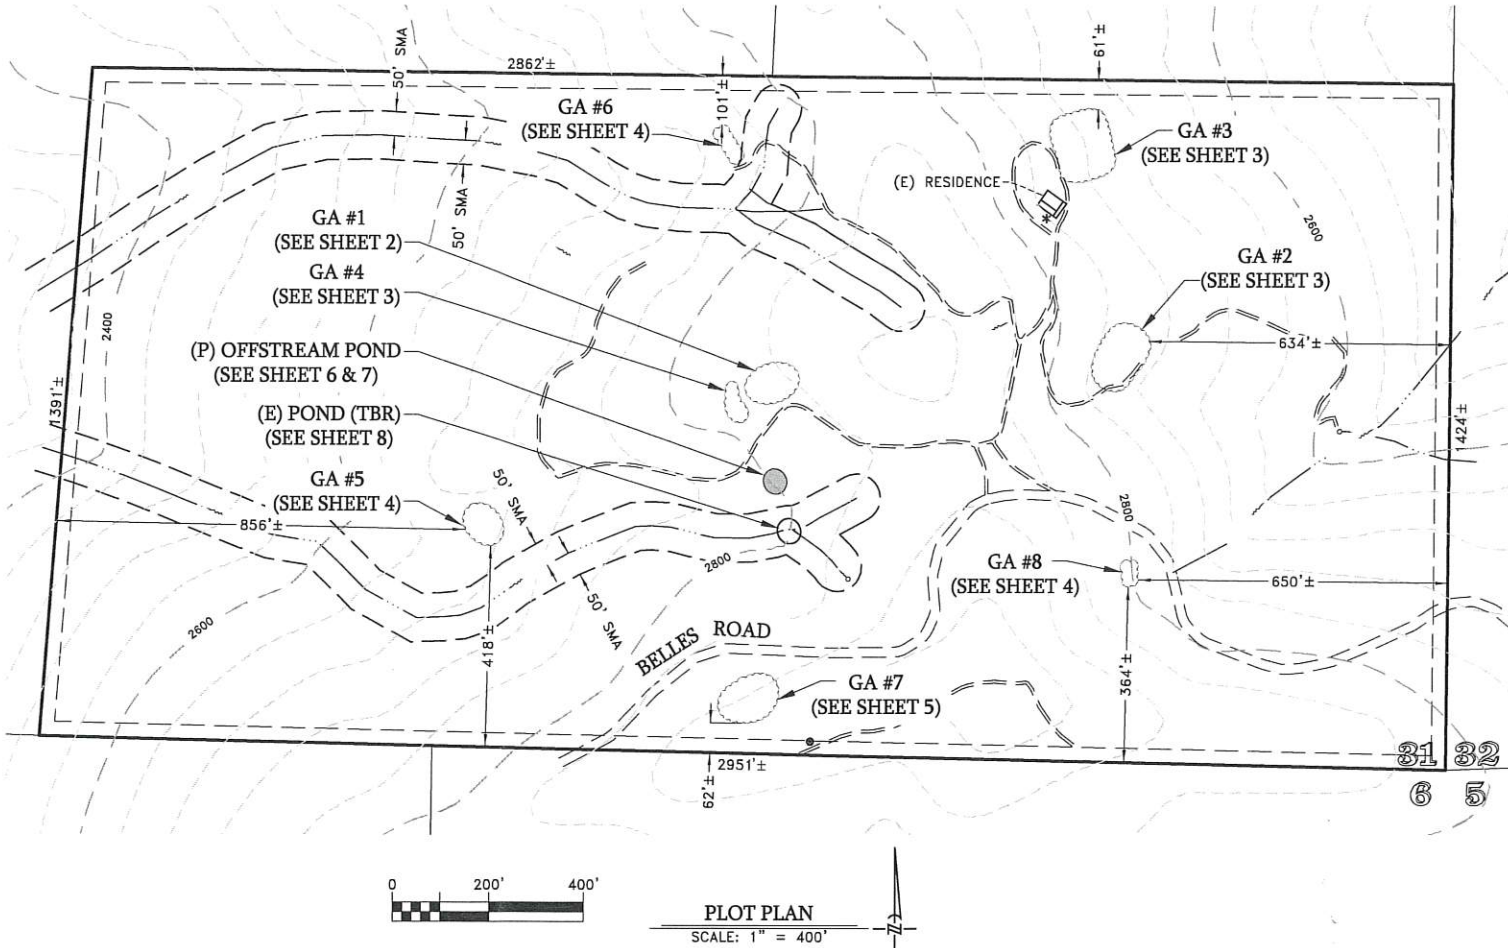 2862'±
50' SMA
101'±
61'±
GA #6
(SEE SHEET 4)
GA #3
(SEE SHEET 3)
(E) RESIDENCE
*
50' SMA
GA #1
(SEE SHEET 2)
2600
GA #2
(SEE SHEET 3)
GA #4
(SEE SHEET 3)
2400
634'±
(P) OFFSTREAM POND
(SEE SHEET 6 & 7)
1391'±
(E) POND (TBR)
(SEE SHEET 8)
424'±
GA #5
(SEE SHEET 4)
50' SMA
856'±
2800
2800
GA #8
(SEE SHEET 4)
650'±
50' SMA
2600
418'±
BELLES ROAD
364'±
GA #7
(SEE SHEET 5)
2951'±
62'±
31 32
6 5
0 200' 400'
PLOT PLAN
SCALE: 1" = 400'
N